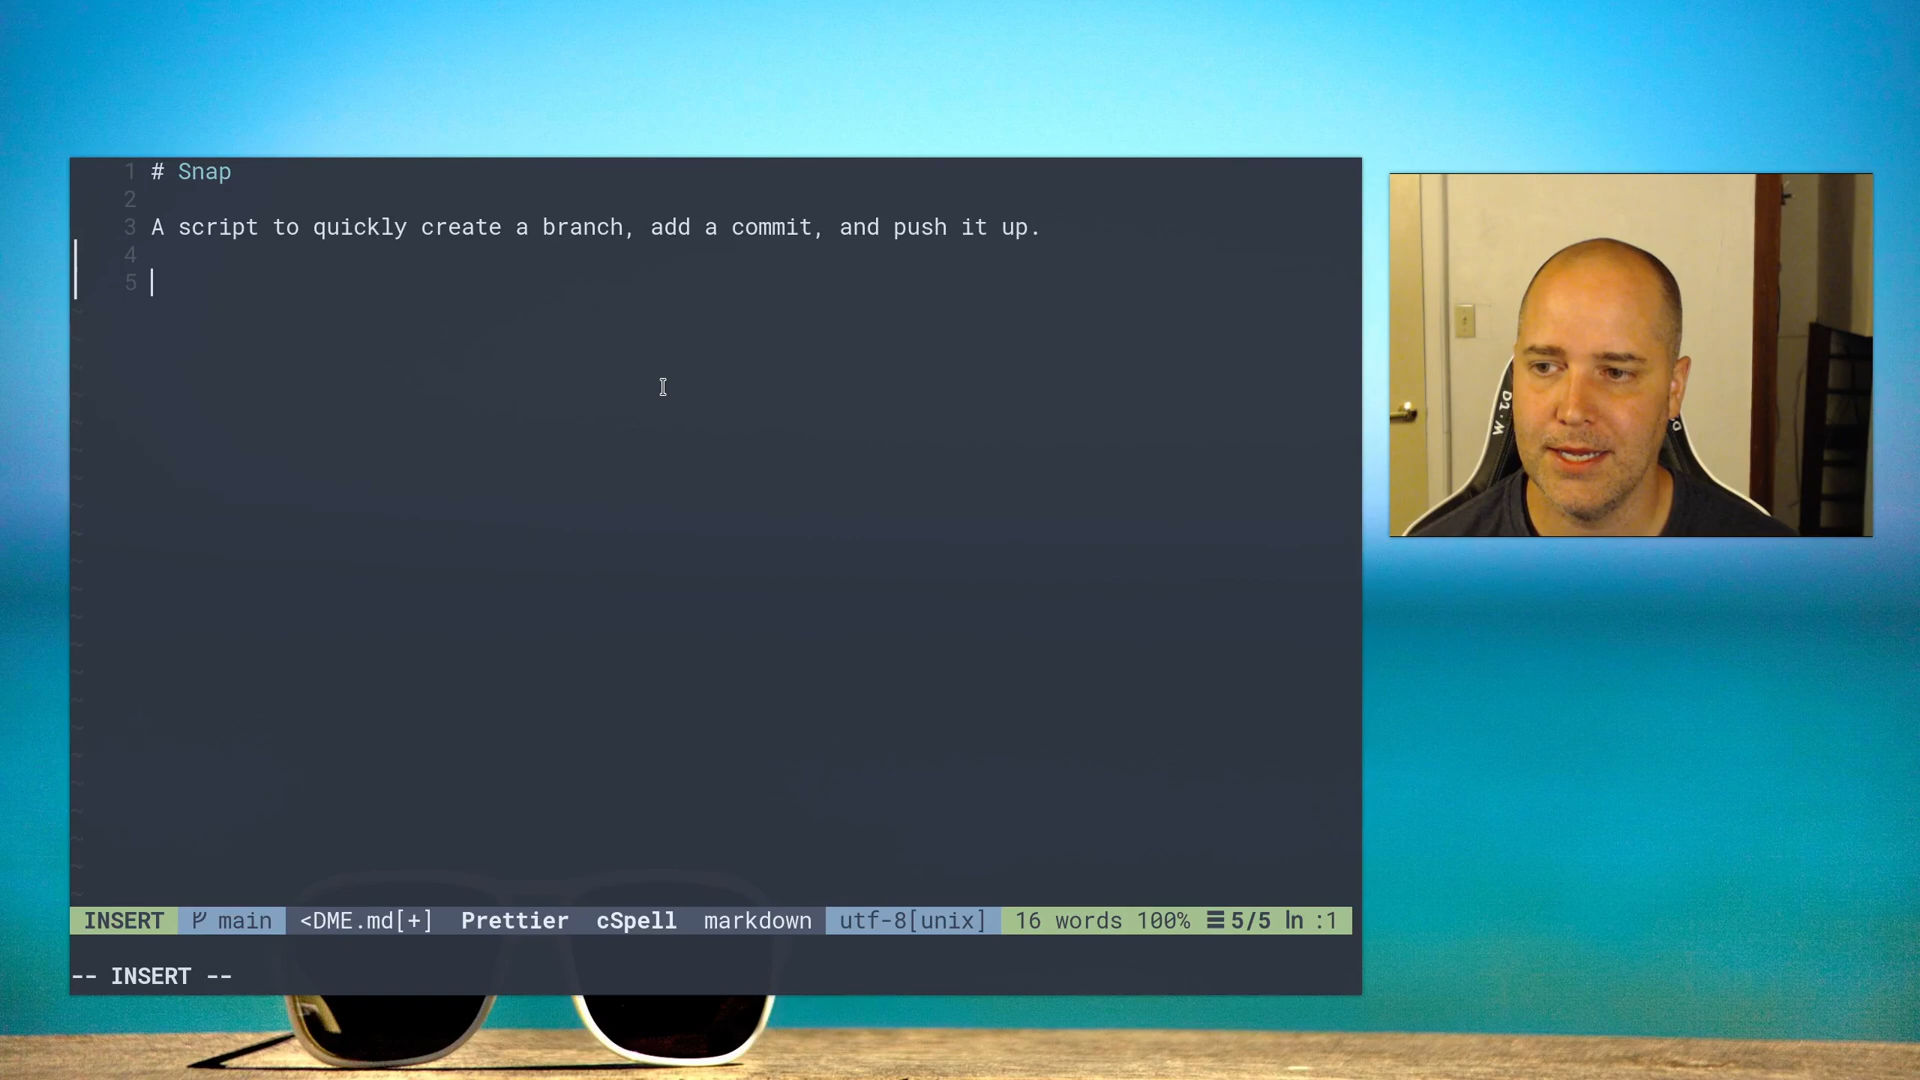 1 # Snap
2
3 A script to quickly create a branch, add a commit, and push it up.
4
5
INSERT main <DME.md[+] Prettier cSpell markdown utf-8[unix] 16 words 100% ☰ 5/5 ln :1
-- INSERT --
D1.W